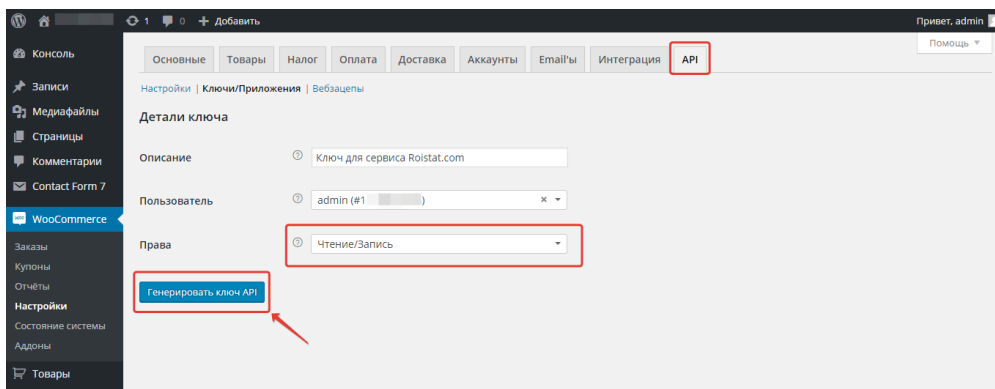 1 0 + Добавить Привет, admin
Помощь
Консоль
Записи
Медиафайлы
Страницы
Комментарии
Contact Form 7
WooCommerce
Заказы
Купоны
Отчёты
Настройки
Состояние системы
Аддоны
Товары
Основные Товары Налог Оплата Доставка Аккаунты Email'ы Интеграция API
Настройки | Ключи/Приложения | Вебзацепы
Детали ключа
Описание Ключ для сервиса Roistat.com
Пользователь admin (#1 )
Права Чтение/Запись
Генерировать ключ API